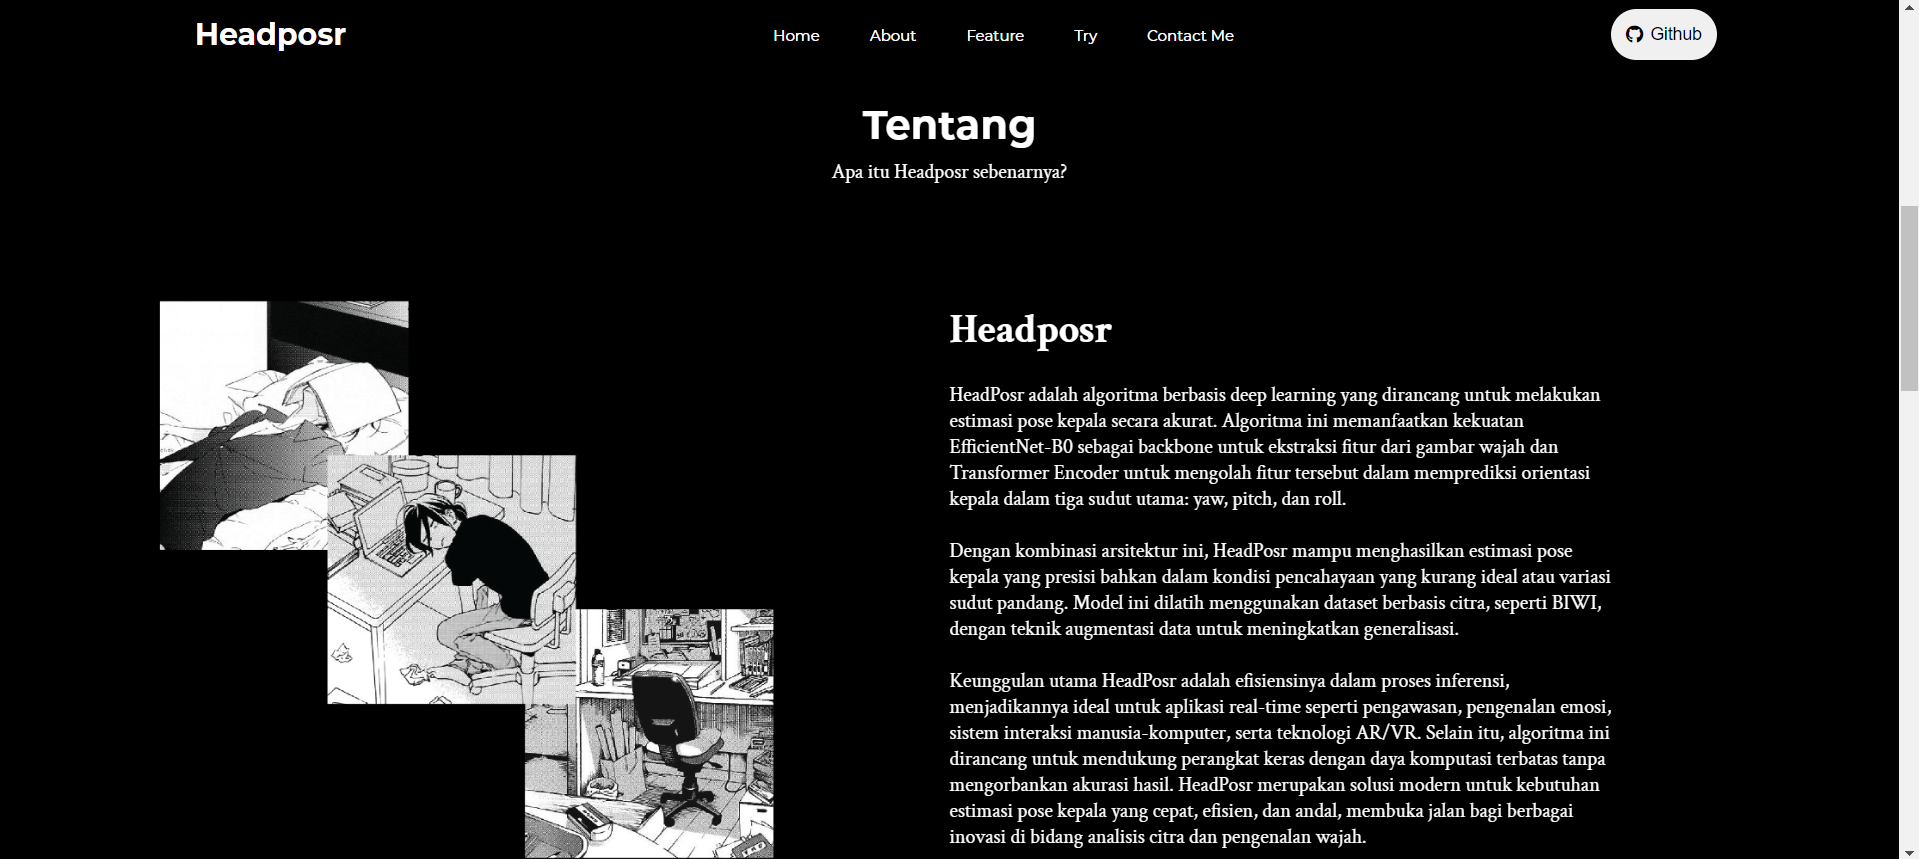 Headposr
Home
About
Feature
Try
Contact Me
Github
Tentang
Apa itu Headposr sebenarnya?
Headposr
HeadPosr adalah algoritma berbasis deep learning yang dirancang untuk melakukan
estimasi pose kepala secara akurat. Algoritma ini memanfaatkan kekuatan
EfficientNet-B0 sebagai backbone untuk ekstraksi fitur dari gambar wajah dan
Transformer Encoder untuk mengolah fitur tersebut dalam memprediksi orientasi
kepala dalam tiga sudut utama: yaw, pitch, dan roll.
Dengan kombinasi arsitektur ini, HeadPosr mampu menghasilkan estimasi pose
kepala yang presisi bahkan dalam kondisi pencahayaan yang kurang ideal atau variasi
sudut pandang. Model ini dilatih menggunakan dataset berbasis citra, seperti BIWI,
dengan teknik augmentasi data untuk meningkatkan generalisasi.
Keunggulan utama HeadPosr adalah efisiensinya dalam proses inferensi,
menjadikannya ideal untuk aplikasi real-time seperti pengawasan, pengenalan emosi,
sistem interaksi manusia-komputer, serta teknologi AR/VR. Selain itu, algoritma ini
dirancang untuk mendukung perangkat keras dengan daya komputasi terbatas tanpa
mengorbankan akurasi hasil. HeadPosr merupakan solusi modern untuk kebutuhan
estimasi pose kepala yang cepat, efisien, dan andal, membuka jalan bagi berbagai
inovasi di bidang analisis citra dan pengenalan wajah.